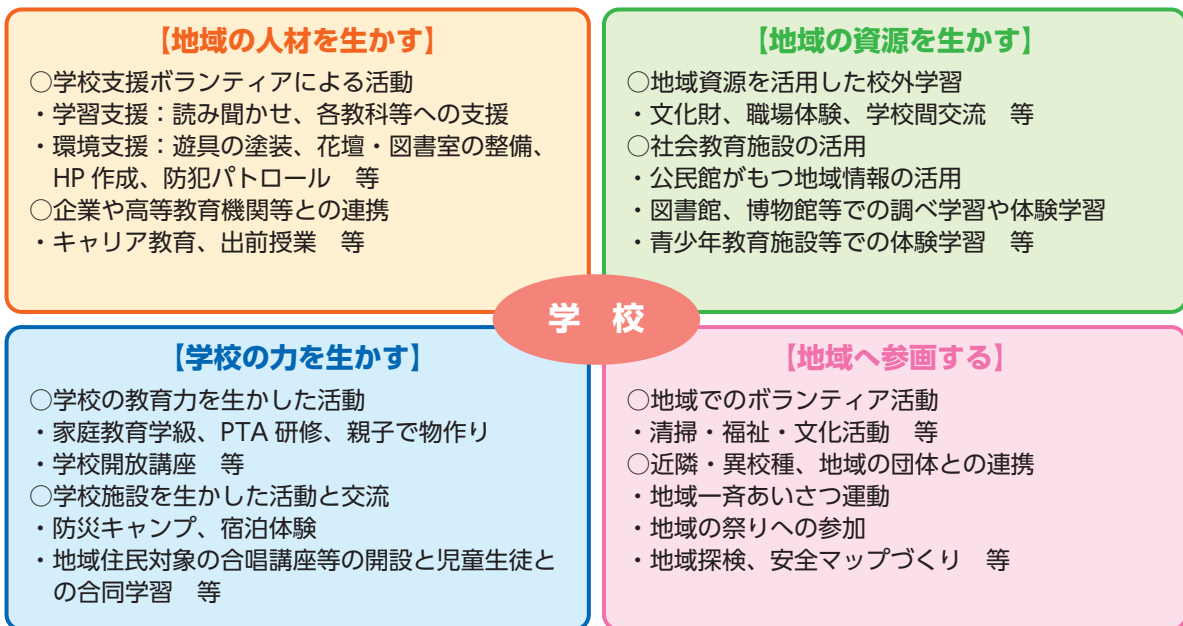 【地域の人材を生かす】
○学校支援ボランティアによる活動
・学習支援：読み聞かせ、各教科等への支援
・環境支援：遊具の塗装、花壇・図書室の整備、
HP 作成、防犯パトロール　等
○企業や高等教育機関等との連携
・キャリア教育、出前授業　等
【地域の資源を生かす】
○地域資源を活用した校外学習
・文化財、職場体験、学校間交流　等
○社会教育施設の活用
・公民館がもつ地域情報の活用
・図書館、博物館等での調べ学習や体験学習
・青少年教育施設等での体験学習　等
学　校
【学校の力を生かす】
○学校の教育力を生かした活動
・家庭教育学級、PTA 研修、親子で物作り
・学校開放講座　等
○学校施設を生かした活動と交流
・防災キャンプ、宿泊体験
・地域住民対象の合唱講座等の開設と児童生徒と
の合同学習　等
【地域へ参画する】
○地域でのボランティア活動
・清掃・福祉・文化活動　等
○近隣・異校種、地域の団体との連携
・地域一斉あいさつ運動
・地域の祭りへの参加
・地域探検、安全マップづくり　等